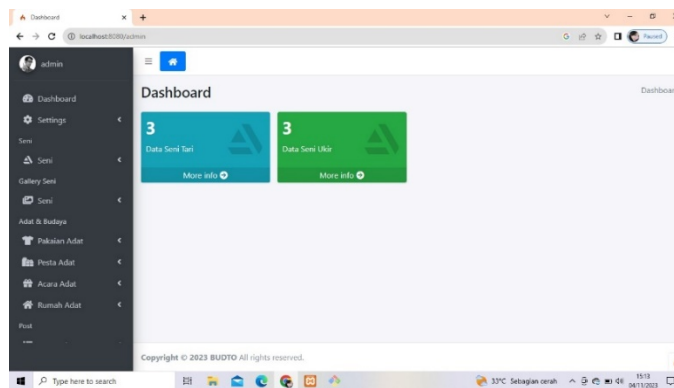 Dashboard
localhost:8080/admin
Paused
admin
Dashboard
Dashboard
Settings
Seni
Seni
Gallery Seni
Seni
Adat & Budaya
Pakaian Adat
Pesta Adat
Acara Adat
Rumah Adat
Post
Dashboard
3
Data Seni Tari
More info
3
Data Seni Ukir
More info
Copyright © 2023 BUDTO All rights reserved.
Type here to search
33°C Sebagian cerah
15:13
04/11/2023